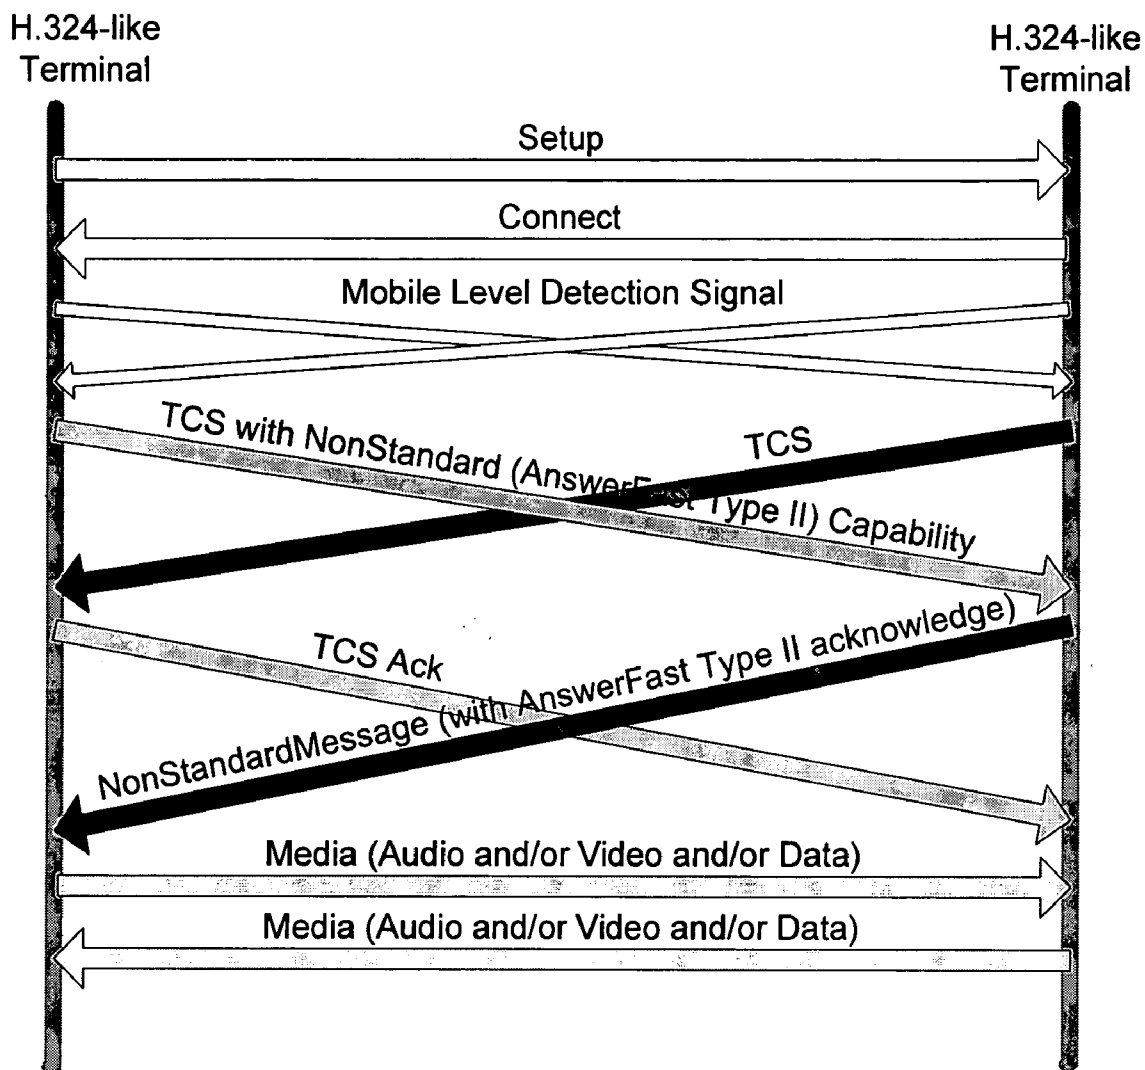 H.324-like
Terminal
H.324-like
Terminal
Setup
Connect
Mobile Level Detection Signal
TCS with NonStandard (AnswerFast Type II) Capability
TCS
TCS Ack
NonStandardMessage (with AnswerFast Type II acknowledge)
Media (Audio and/or Video and/or Data)
Media (Audio and/or Video and/or Data)